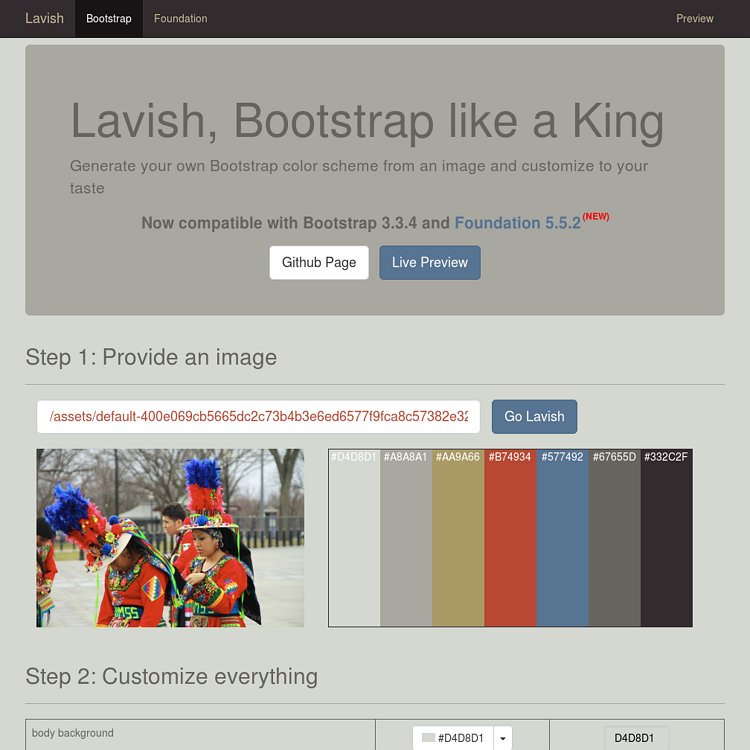 Lavish Bootstrap Foundation Preview
Lavish, Bootstrap like a King
Generate your own Bootstrap color scheme from an image and customize to your
taste
Now compatible with Bootstrap 3.3.4 and Foundation 5.5.2(NEW)
Github Page Live Preview
Step 1: Provide an image
/assets/default-400e069cb5665dc2c73b4b3e6ed6577f9fca8c57382e32 Go Lavish
#D4D8D1 #A8A8A1 #AA9A66 #B74934 #577492 #67655D #332C2F
Step 2: Customize everything
body background #D4D8D1 D4D8D1